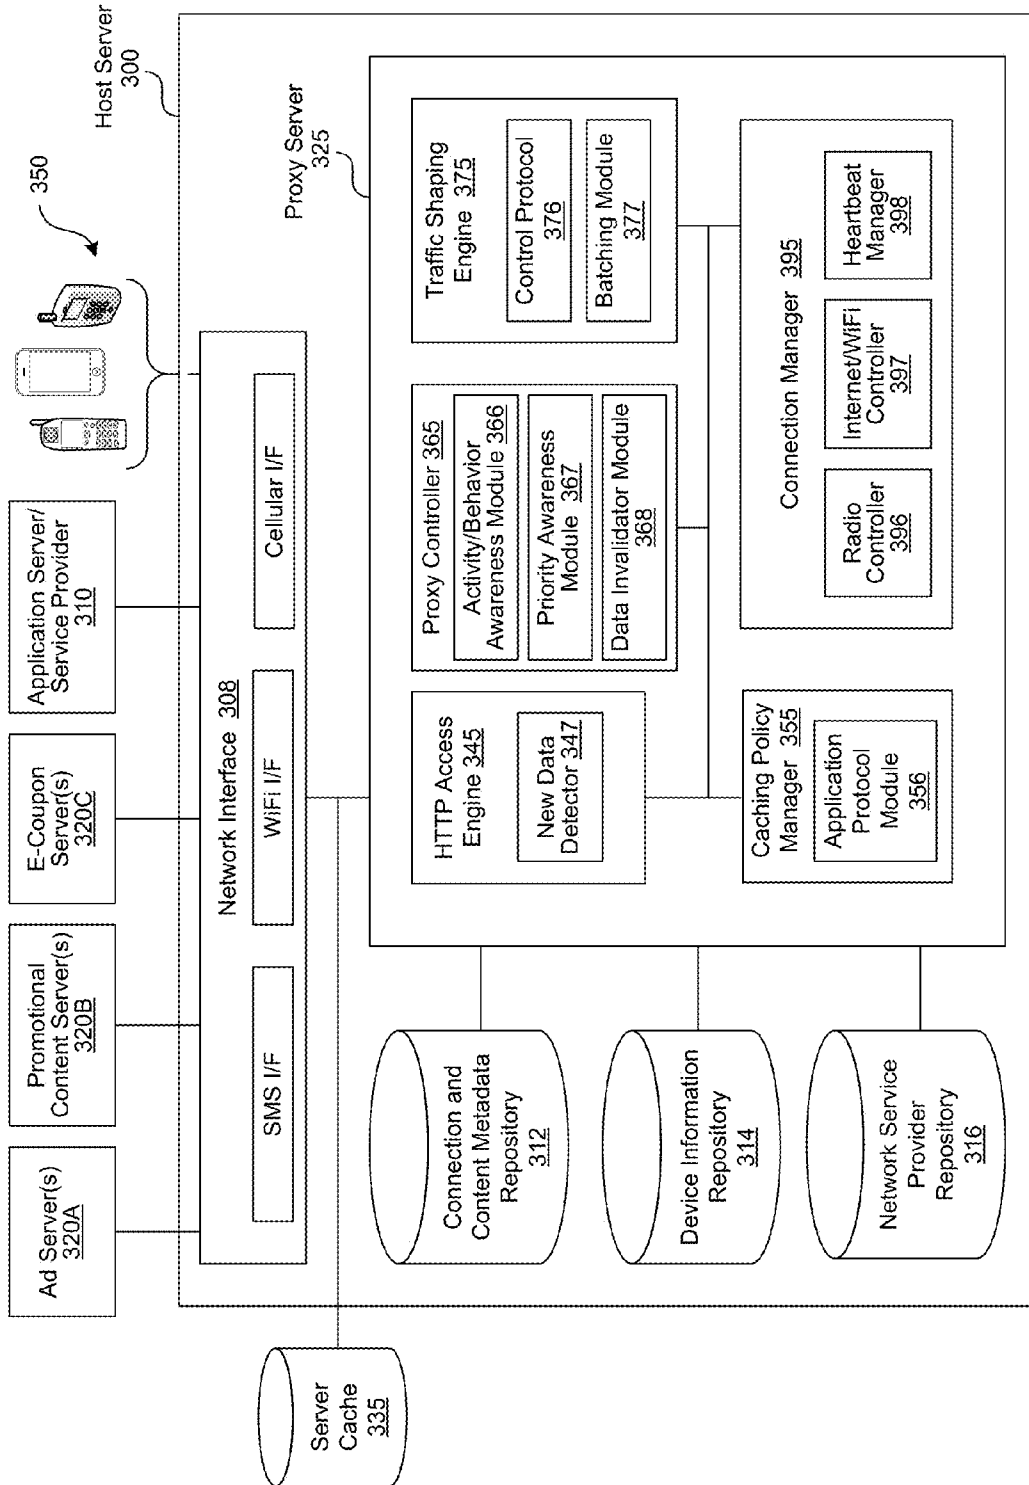 Ad Server(s)
320A
Promotional
Content Server(s)
320B
E-Coupon
Server(s)
320C
Application Server/
Service Provider
310
350
Host Server
300
Network Interface 308
SMS I/F
WiFi I/F
Cellular I/F
Server
Cache
335
Proxy Server
325
Connection and
Content Metadata
Repository
312
Device Information
Repository
314
Network Service
Provider
Repository
316
HTTP Access
Engine 345
New Data
Detector 347
Proxy Controller 365
Activity/Behavior
Awareness Module 366
Priority Awareness
Module 367
Data Invalidator Module
368
Traffic Shaping
Engine 375
Control Protocol
376
Batching Module
377
Caching Policy
Manager 355
Application
Protocol
Module
356
Connection Manager 395
Radio
Controller
396
Internet/WiFi
Controller
397
Heartbeat
Manager
398